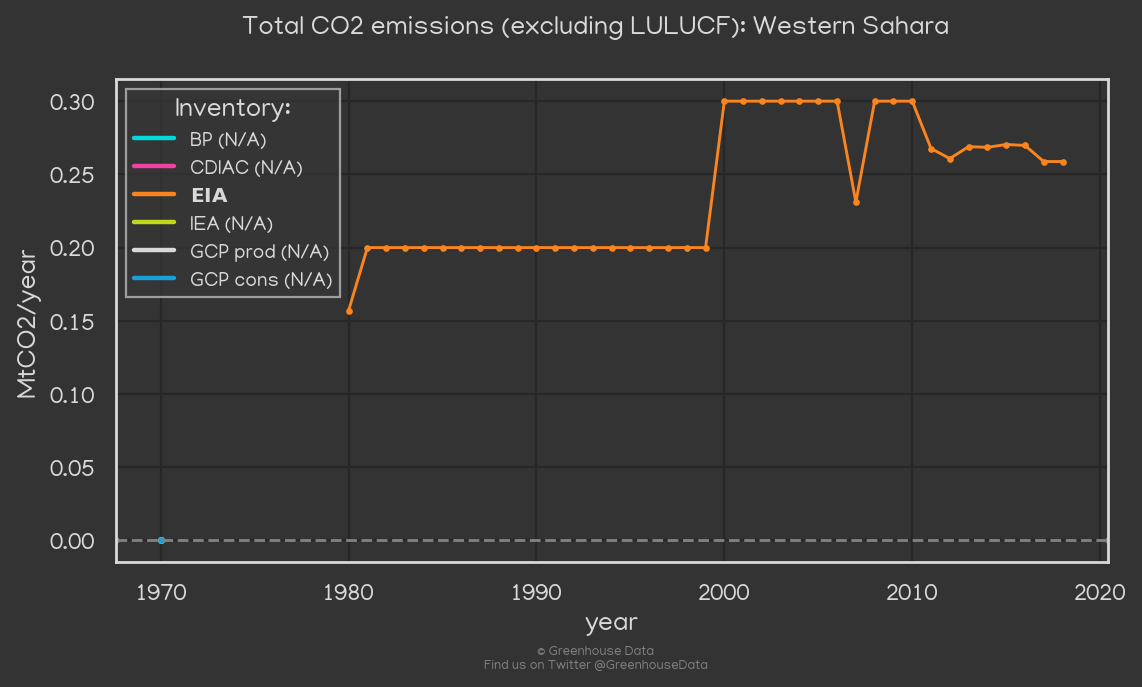 Total CO2 emissions (excluding LULUCF): Western Sahara
Inventory:
BP (N/A)
CDIAC (N/A)
EIA
IEA (N/A)
GCP prod (N/A)
GCP cons (N/A)
MtCO2/year
0.30
0.25
0.20
0.15
0.10
0.05
0.00
1970 1980 1990 2000 2010 2020
year
© Greenhouse Data
Find us on Twitter @GreenhouseData